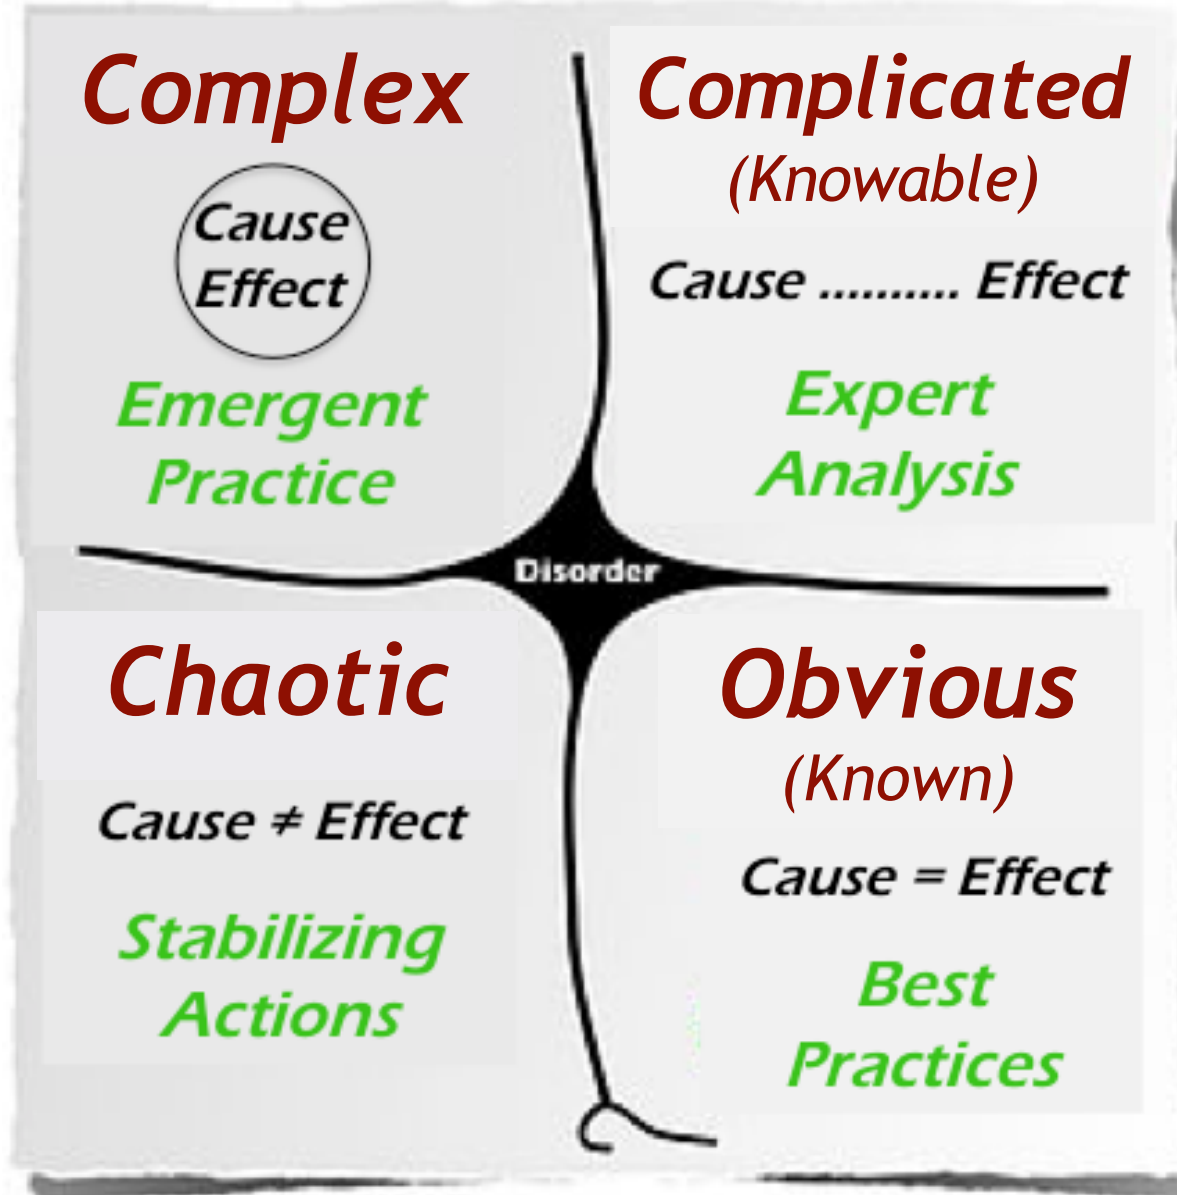 Complex
Cause
Effect
Emergent
Practice
Complicated
(Knowable)
Cause .......... Effect
Expert
Analysis
Disorder
Chaotic
Cause ≠ Effect
Stabilizing
Actions
Obvious
(Known)
Cause = Effect
Best
Practices